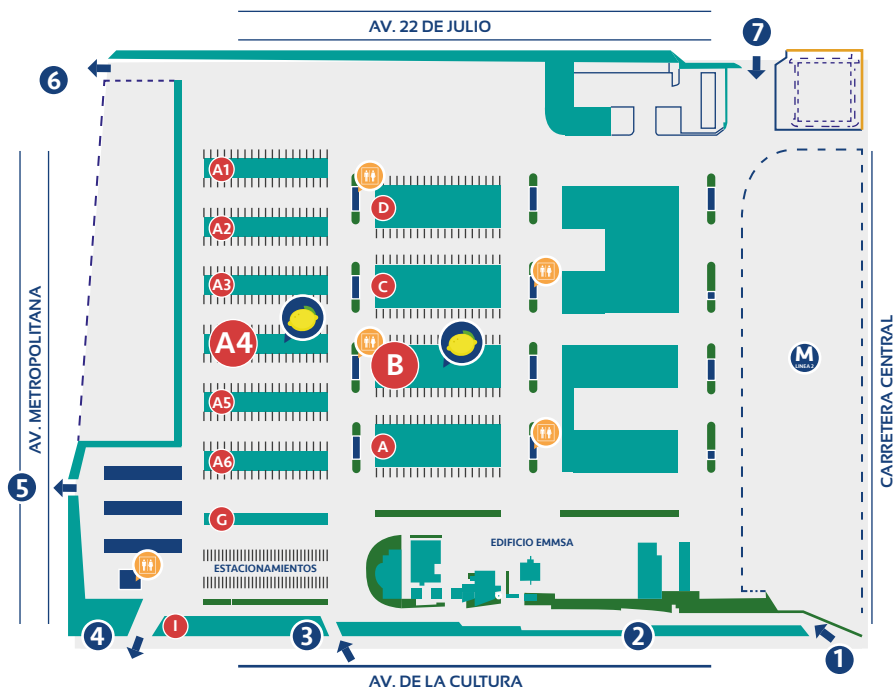 AV. 22 DE JULIO
7
6
A1
D
A2
A3
C
A4
B
M
LINEA 2
A5
A
A6
AV. METROPOLITANA
CARRETERA CENTRAL
5
G
EDIFICIO EMMSA
ESTACIONAMIENTOS
I
4
3
2
1
AV. DE LA CULTURA